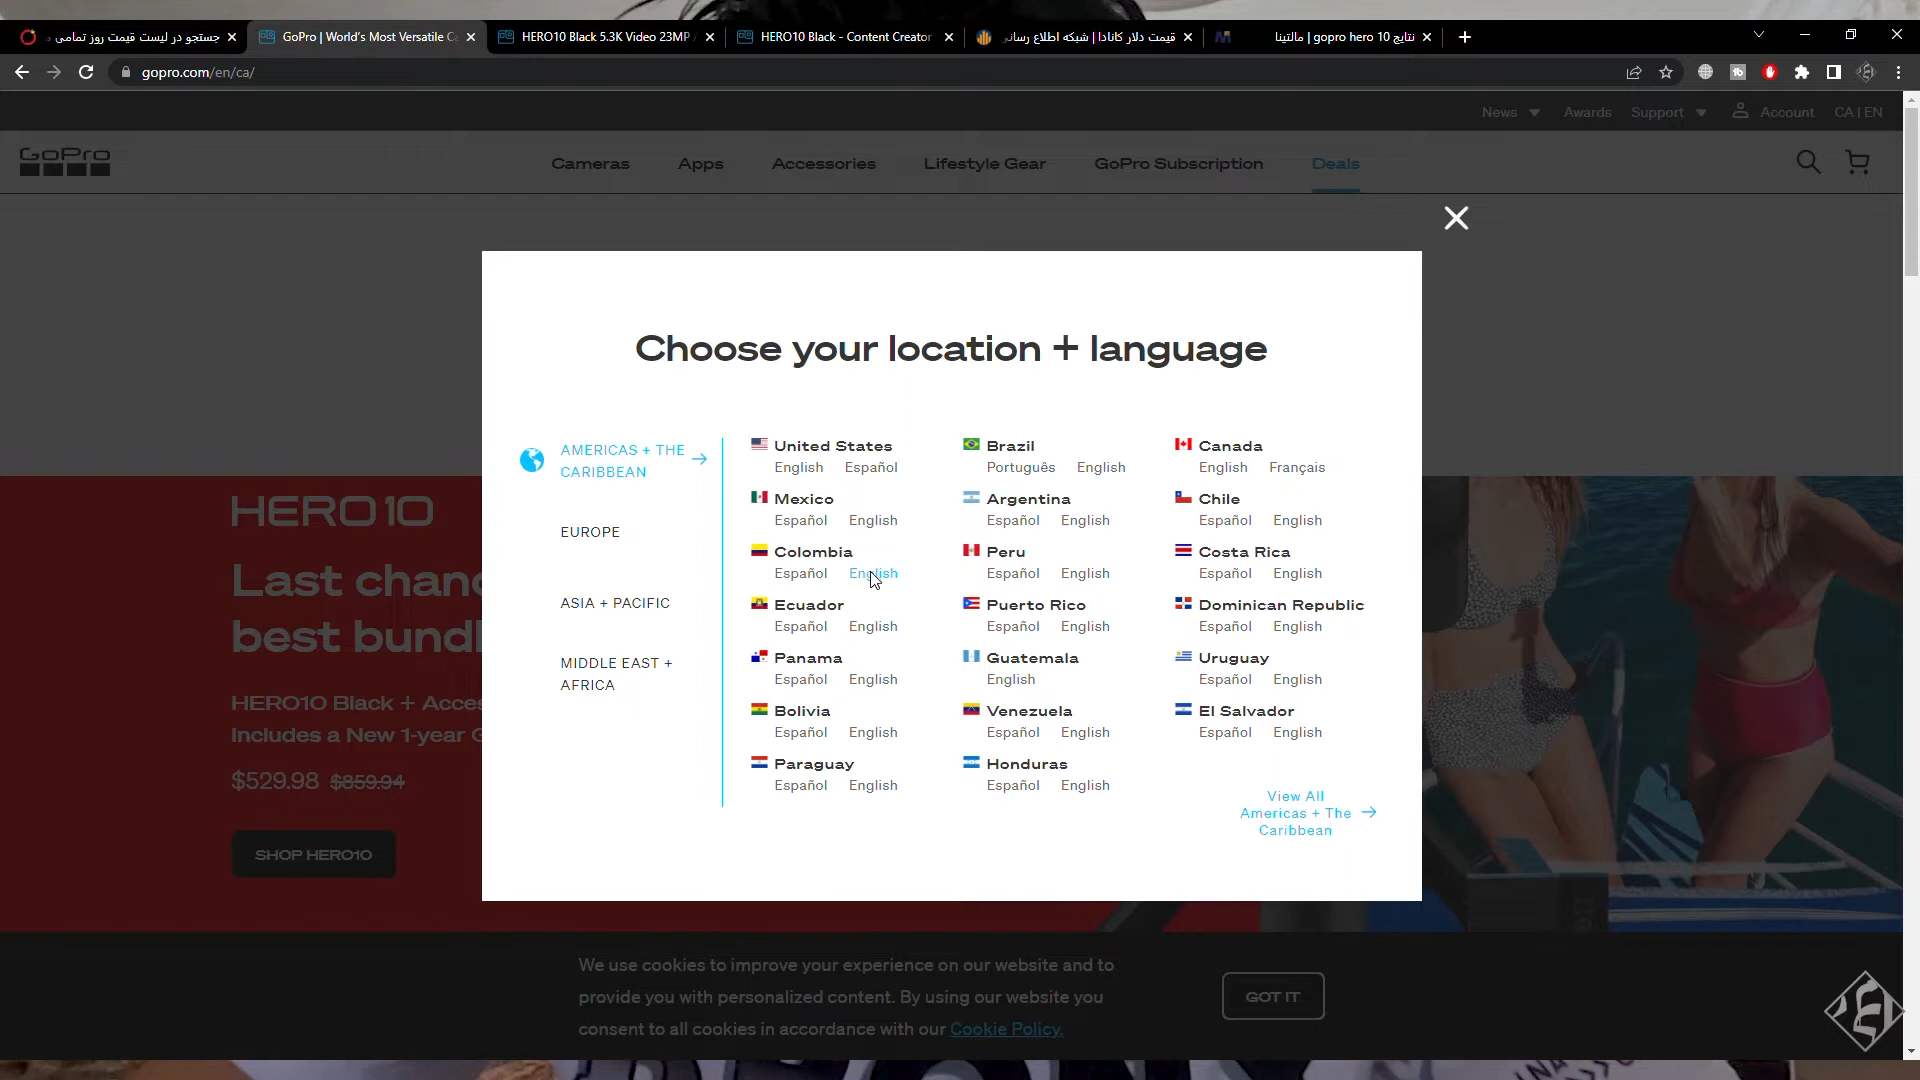 جستجو در لیست قیمت روز تمامی
GoPro | World's Most Versatile Ca
HERO10 Black 5.3K Video 23MP
HERO10 Black - Content Creator
قیمت دلار کانادا | شبکه اطلاع رسانی
نتایج gopro hero 10 | مالتینا
gopro.com/en/ca/
News Awards Support Account CA | EN
GoPro
Cameras Apps Accessories Lifestyle Gear GoPro Subscription Deals
Choose your location + language
AMERICAS + THE
CARIBBEAN
EUROPE
ASIA + PACIFIC
MIDDLE EAST +
AFRICA
United States Brazil Canada
English Español Português English English Français
Mexico Argentina Chile
Español English Español English Español English
Colombia Peru Costa Rica
Español English Español English Español English
Ecuador Puerto Rico Dominican Republic
Español English Español English Español English
Panama Guatemala Uruguay
Español English English Español English
Bolivia Venezuela El Salvador
Español English Español English Español English
Paraguay Honduras
Español English Español English
View All
Americas + The
Caribbean
HERO10
Last chanc
best bundl
HERO10 Black + Acces
Includes a New 1-year G
$529.98 $859.94
SHOP HERO10
We use cookies to improve your experience on our website and to
provide you with personalized content. By using our website you
consent to all cookies in accordance with our Cookie Policy.
GOT IT